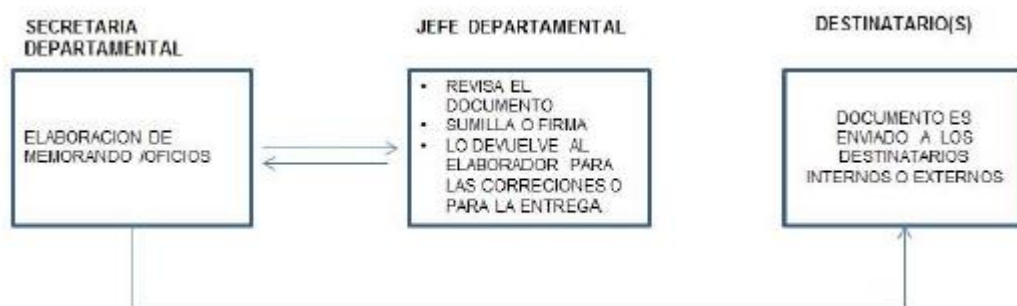 SECRETARIA
DEPARTAMENTAL
JEFE DEPARTAMENTAL
DESTINATARIO(S)
ELABORACION DE
MEMORANDO /OFICIOS
• REVISA EL
DOCUMENTO
• SUMILLA O FIRMA
• LO DEVUELVE AL
ELABORADOR PARA
LAS CORRECIONES O
PARA LA ENTREGA.
DOCUMENTO ES
ENVIADO A LOS
DESTINATARIOS
INTERNOS O EXTERNOS